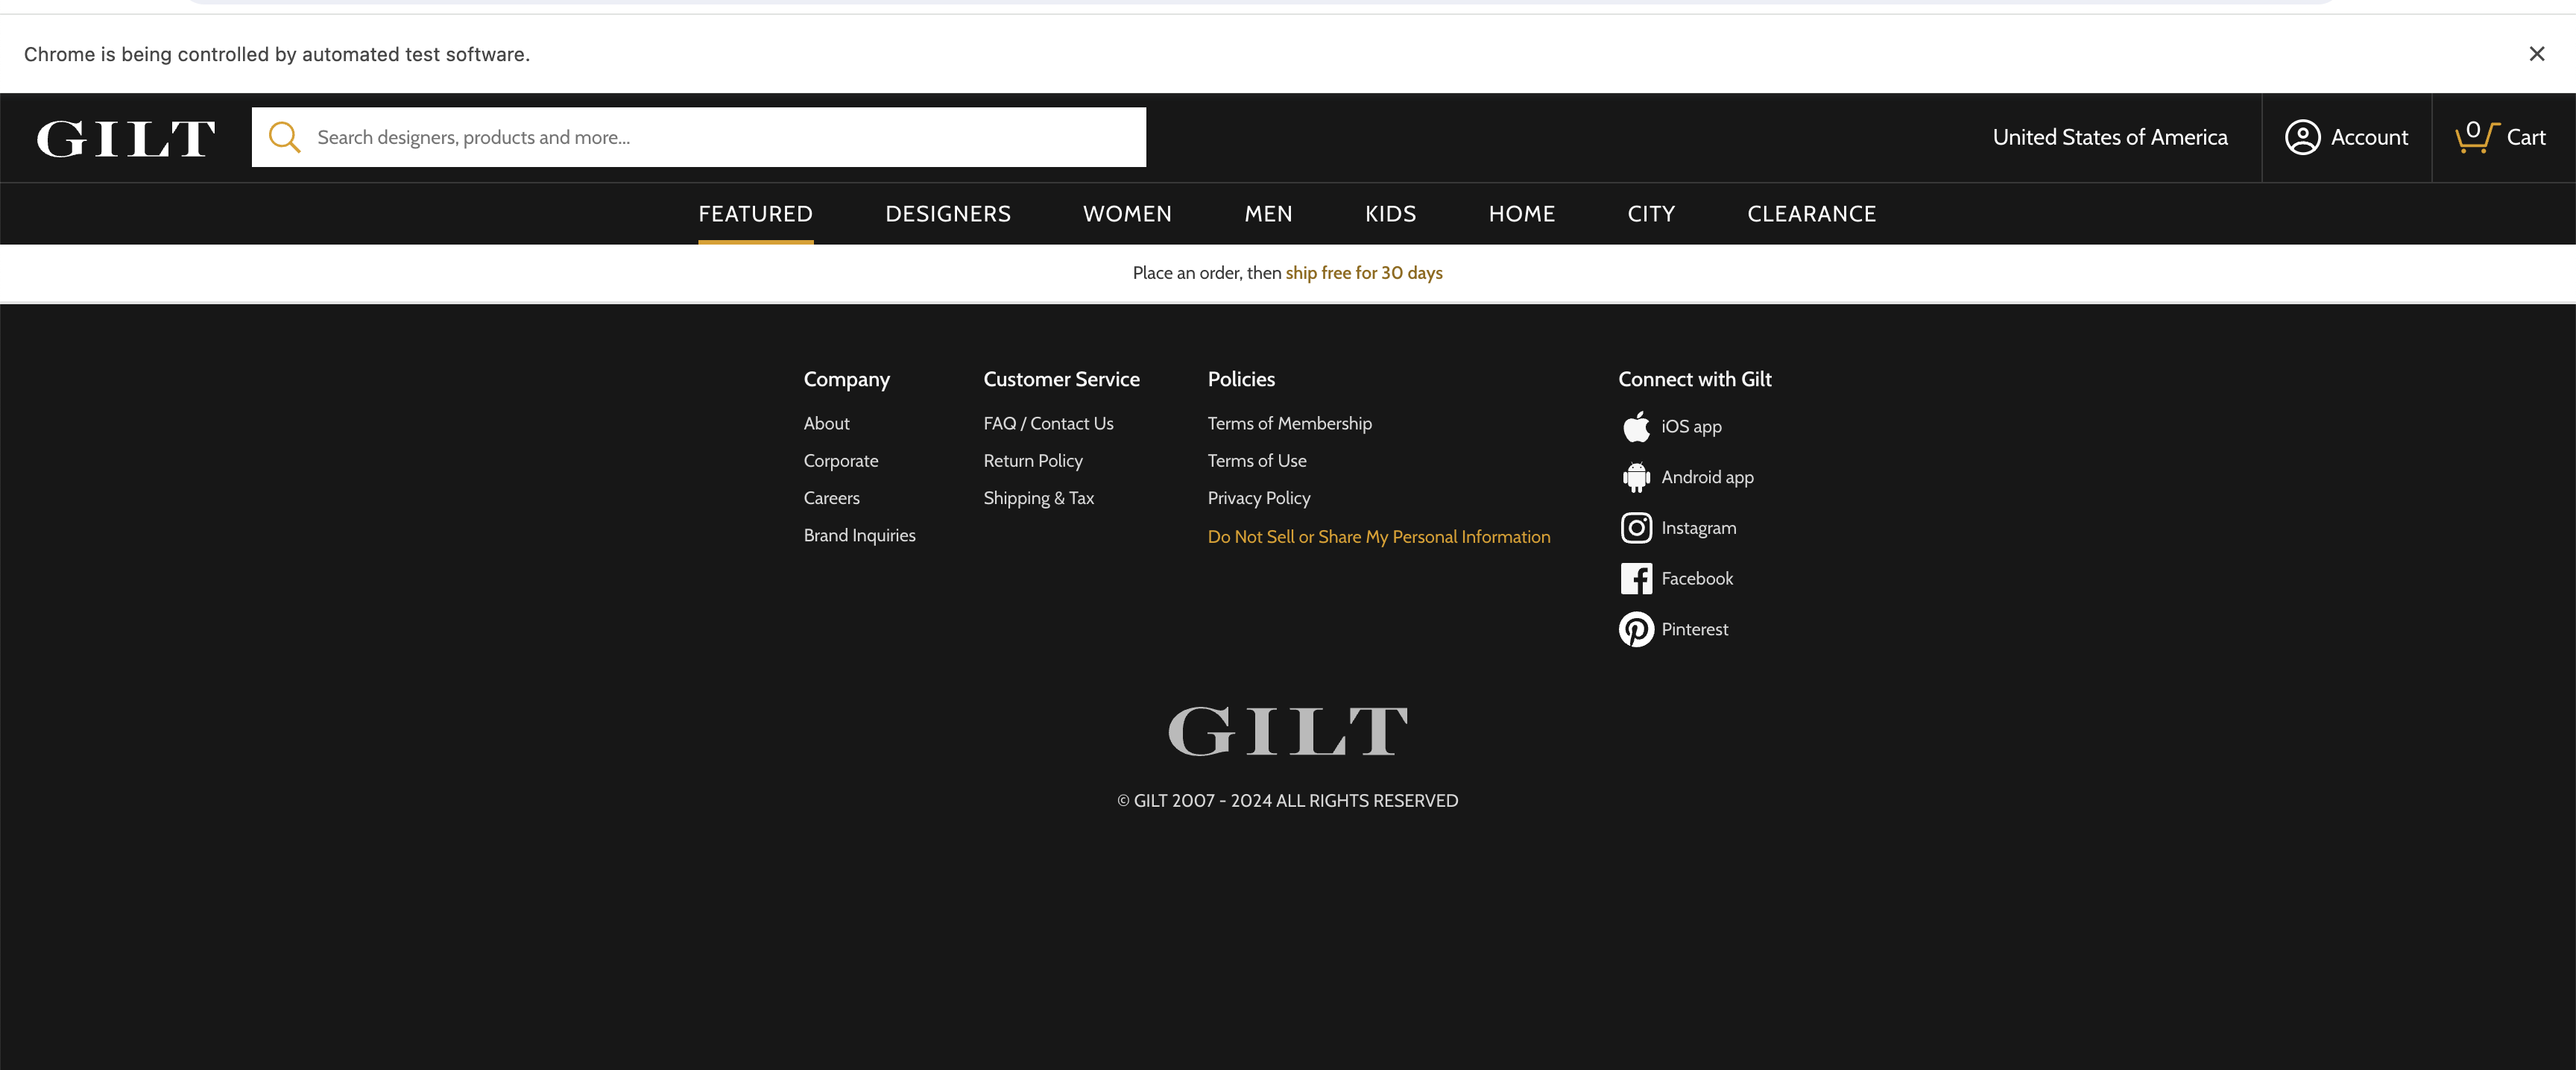 Chrome is being controlled by automated test software.
GILT
Search designers, products and more...
United States of America
Account
0
Cart
FEATURED
DESIGNERS
WOMEN
MEN
KIDS
HOME
CITY
CLEARANCE
Place an order, then ship free for 30 days
Company
About
Corporate
Careers
Brand Inquiries
Customer Service
FAQ / Contact Us
Return Policy
Shipping & Tax
Policies
Terms of Membership
Terms of Use
Privacy Policy
Do Not Sell or Share My Personal Information
Connect with Gilt
iOS app
Android app
Instagram
Facebook
Pinterest
GILT
© GILT 2007 - 2024 ALL RIGHTS RESERVED